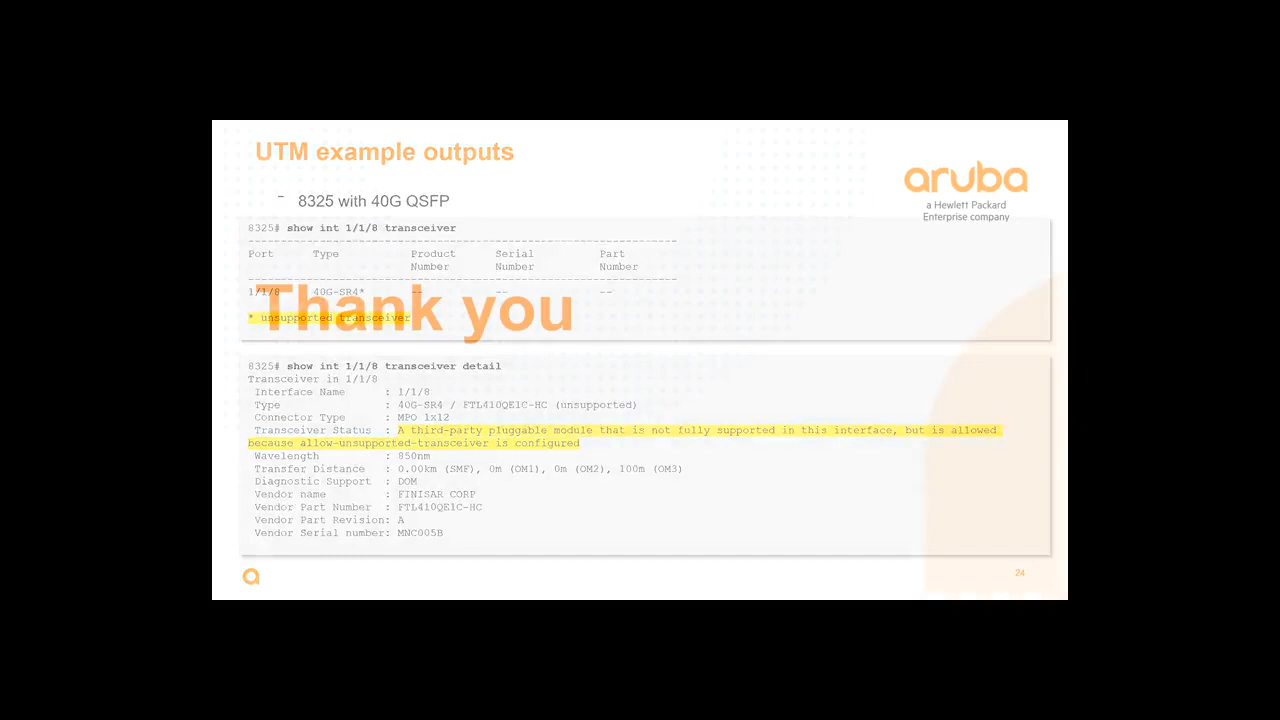 UTM example outputs
aruba
a Hewlett Packard
Enterprise company
– 8325 with 40G QSFP
8325# show int 1/1/8 transceiver
------------------------------------------------------------------
Port Type Product Serial Part
Number Number Number
------------------------------------------------------------------
1/1/8 40G-SR4* -- -- --
Thank you
* unsupported transceiver
8325# show int 1/1/8 transceiver detail
Transceiver in 1/1/8
Interface Name : 1/1/8
Type : 40G-SR4 / FTL410QE1C-HC (unsupported)
Connector Type : MPO 1x12
Transceiver Status : A third-party pluggable module that is not fully supported in this interface, but is allowed
because allow-unsupported-transceiver is configured
Wavelength : 850nm
Transfer Distance : 0.00km (SMF), 0m (OM1), 0m (OM2), 100m (OM3)
Diagnostic Support : DOM
Vendor name : FINISAR CORP
Vendor Part Number : FTL410QE1C-HC
Vendor Part Revision: A
Vendor Serial number: MNC005B
24